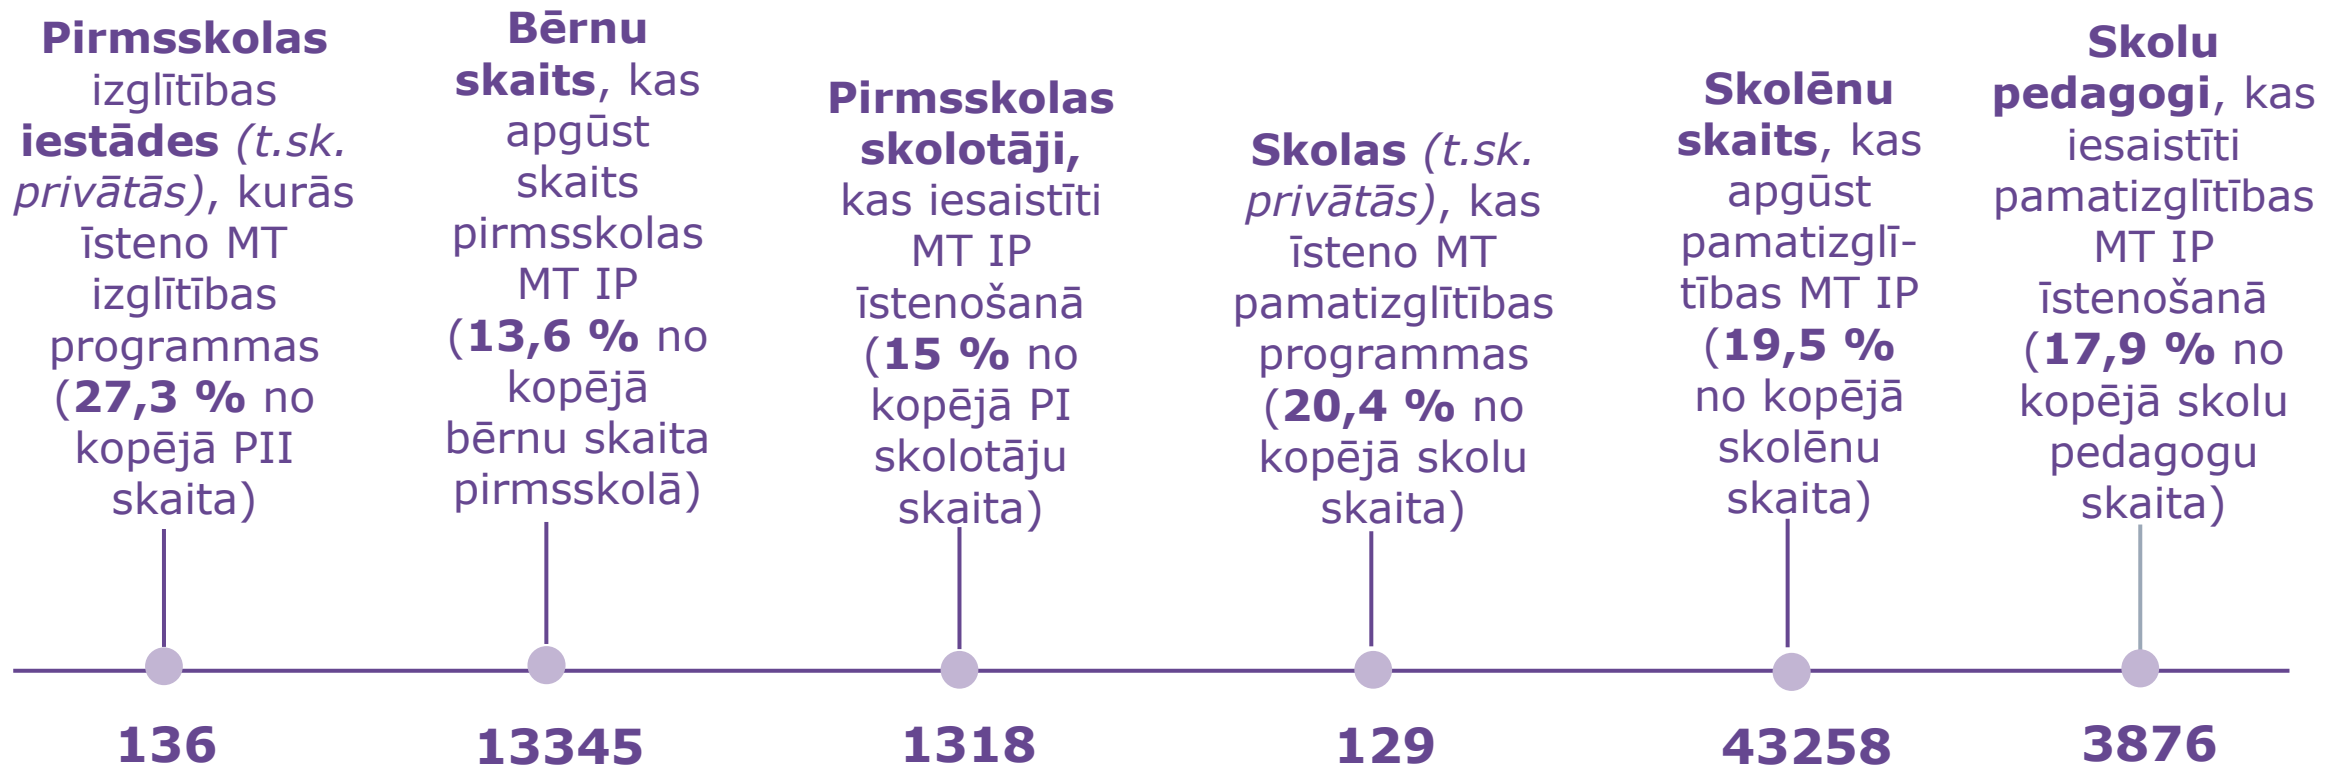 Pirmsskolas
izglītības
iestādes (t.sk.
privātās), kurās
īsteno MT
izglītības
programmas
(27,3 % no
kopējā PII
skaita)
136
Bērnu
skaits, kas
apgūst
skaits
pirmsskolas
MT IP
(13,6 % no
kopējā
bērnu skaita
pirmsskolā)
13345
Pirmsskolas
skolotāji,
kas iesaistīti
MT IP
īstenošanā
(15 % no
kopējā PI
skolotāju
skaita)
1318
Skolas (t.sk.
privātās), kas
īsteno MT
pamatizglītības
programmas
(20,4 % no
kopējā skolu
skaita)
129
Skolēnu
skaits, kas
apgūst
pamatizglī-
tības MT IP
(19,5 %
no kopējā
skolēnu
skaita)
43258
Skolu
pedagogi, kas
iesaistīti
pamatizglītības
MT IP
īstenošanā
(17,9 % no
kopējā skolu
pedagogu
skaita)
3876